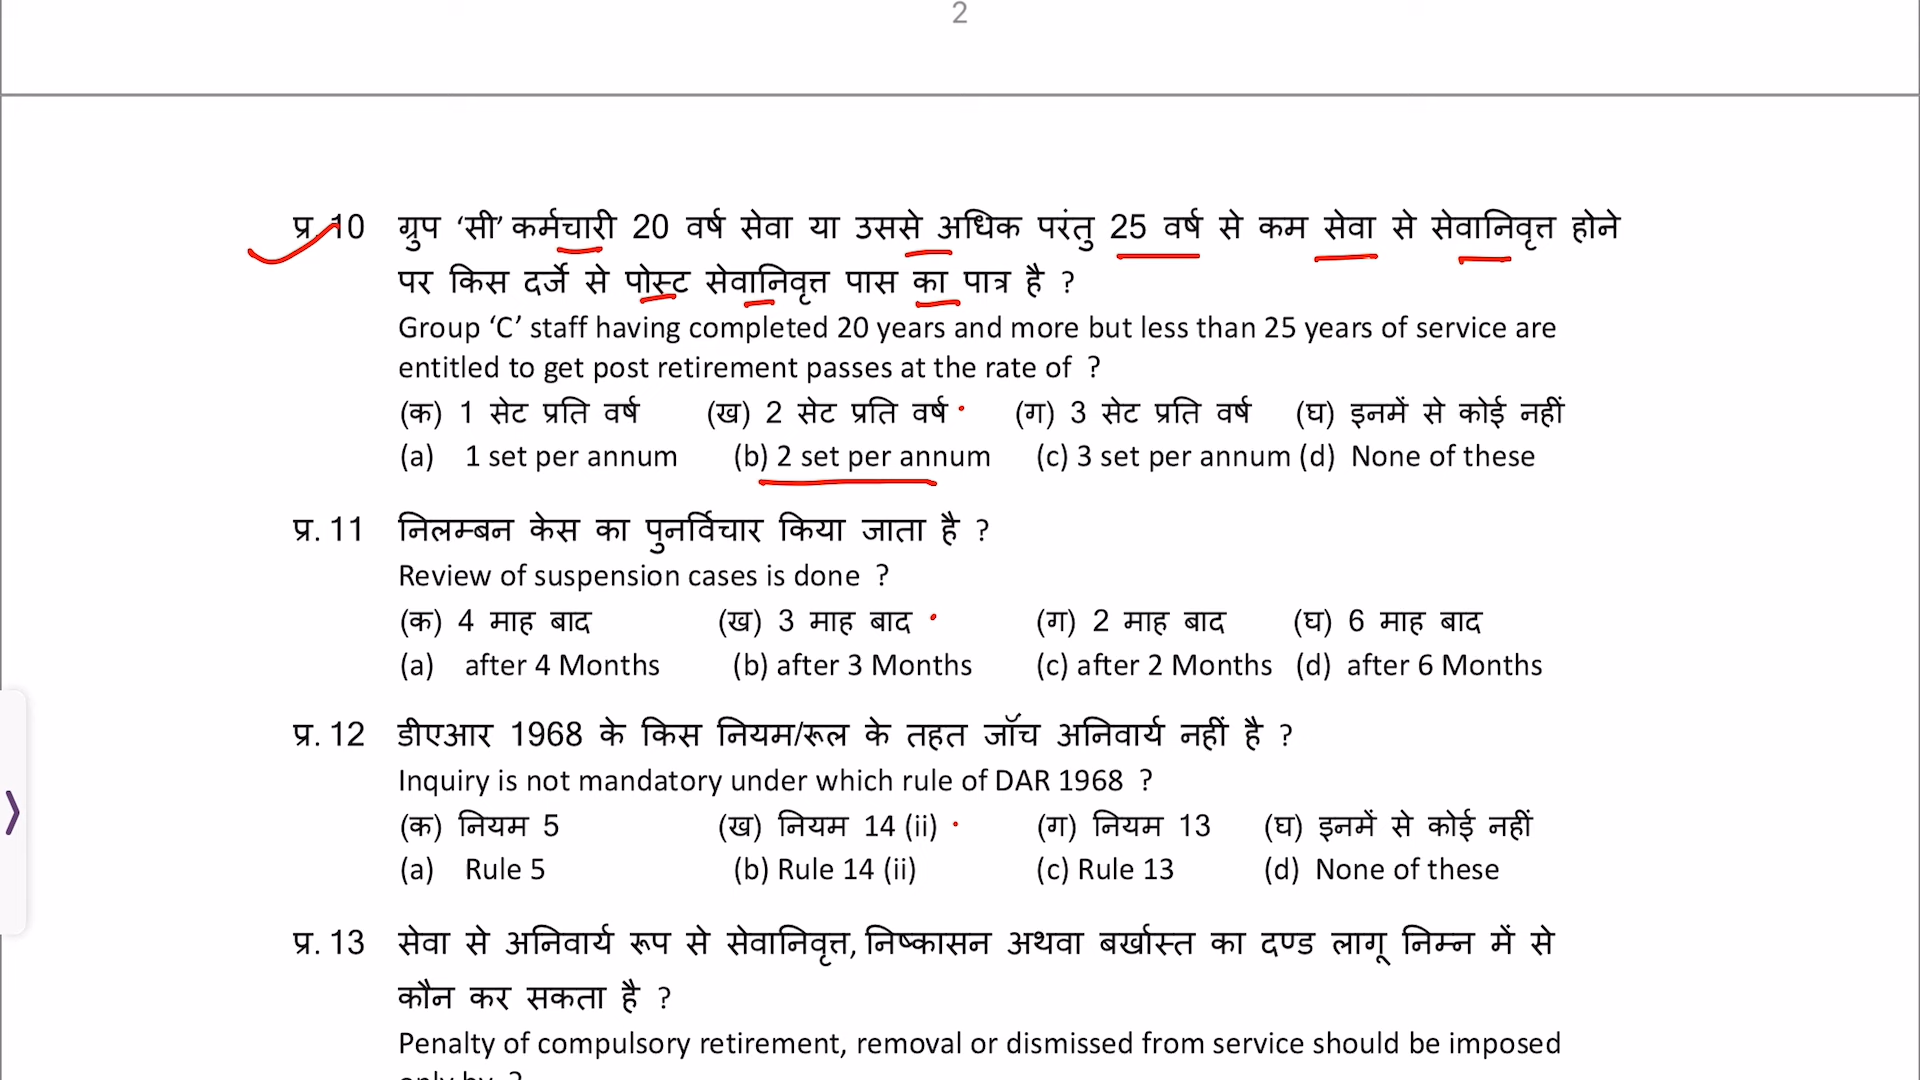 2
प्र. 10 ग्रुप ‘सी’ कर्मचारी 20 वर्ष सेवा या उससे अधिक परंतु 25 वर्ष से कम सेवा से सेवानिवृत्त होने
पर किस दर्जे से पोस्ट सेवानिवृत्त पास का पात्र है ?
Group ‘C’ staff having completed 20 years and more but less than 25 years of service are
entitled to get post retirement passes at the rate of ?
(क) 1 सेट प्रति वर्ष (ख) 2 सेट प्रति वर्ष (ग) 3 सेट प्रति वर्ष (घ) इनमें से कोई नहीं
(a) 1 set per annum (b) 2 set per annum (c) 3 set per annum (d) None of these
प्र. 11 निलम्बन केस का पुनर्विचार किया जाता है ?
Review of suspension cases is done ?
(क) 4 माह बाद (ख) 3 माह बाद (ग) 2 माह बाद (घ) 6 माह बाद
(a) after 4 Months (b) after 3 Months (c) after 2 Months (d) after 6 Months
प्र. 12 डीएआर 1968 के किस नियम/रूल के तहत जॉच अनिवार्य नहीं है ?
Inquiry is not mandatory under which rule of DAR 1968 ?
(क) नियम 5 (ख) नियम 14 (ii) (ग) नियम 13 (घ) इनमें से कोई नहीं
(a) Rule 5 (b) Rule 14 (ii) (c) Rule 13 (d) None of these
प्र. 13 सेवा से अनिवार्य रूप से सेवानिवृत्त, निष्कासन अथवा बर्खास्त का दण्ड लागू निम्न में से
कौन कर सकता है ?
Penalty of compulsory retirement, removal or dismissed from service should be imposed
only by ?